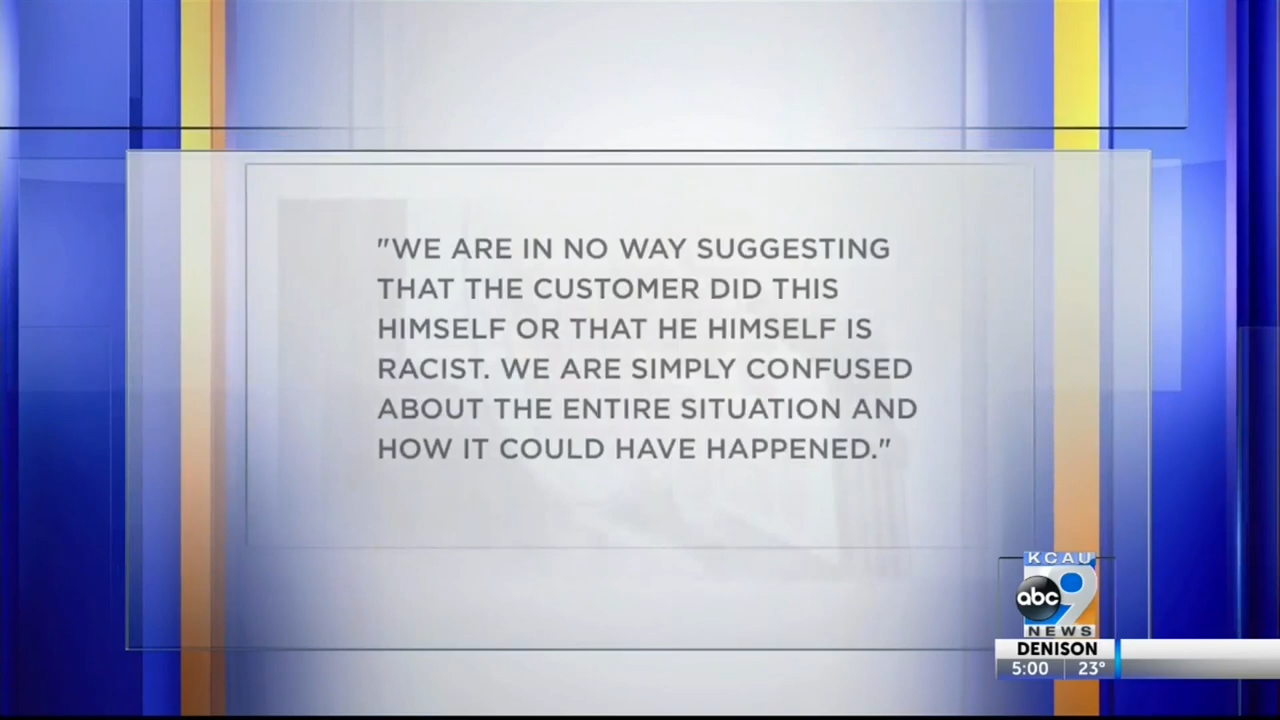 "WE ARE IN NO WAY SUGGESTING
THAT THE CUSTOMER DID THIS
HIMSELF OR THAT HE HIMSELF IS
RACIST. WE ARE SIMPLY CONFUSED
ABOUT THE ENTIRE SITUATION AND
HOW IT COULD HAVE HAPPENED."
KCAU
abc 9
NEWS
DENISON
5:00 23°